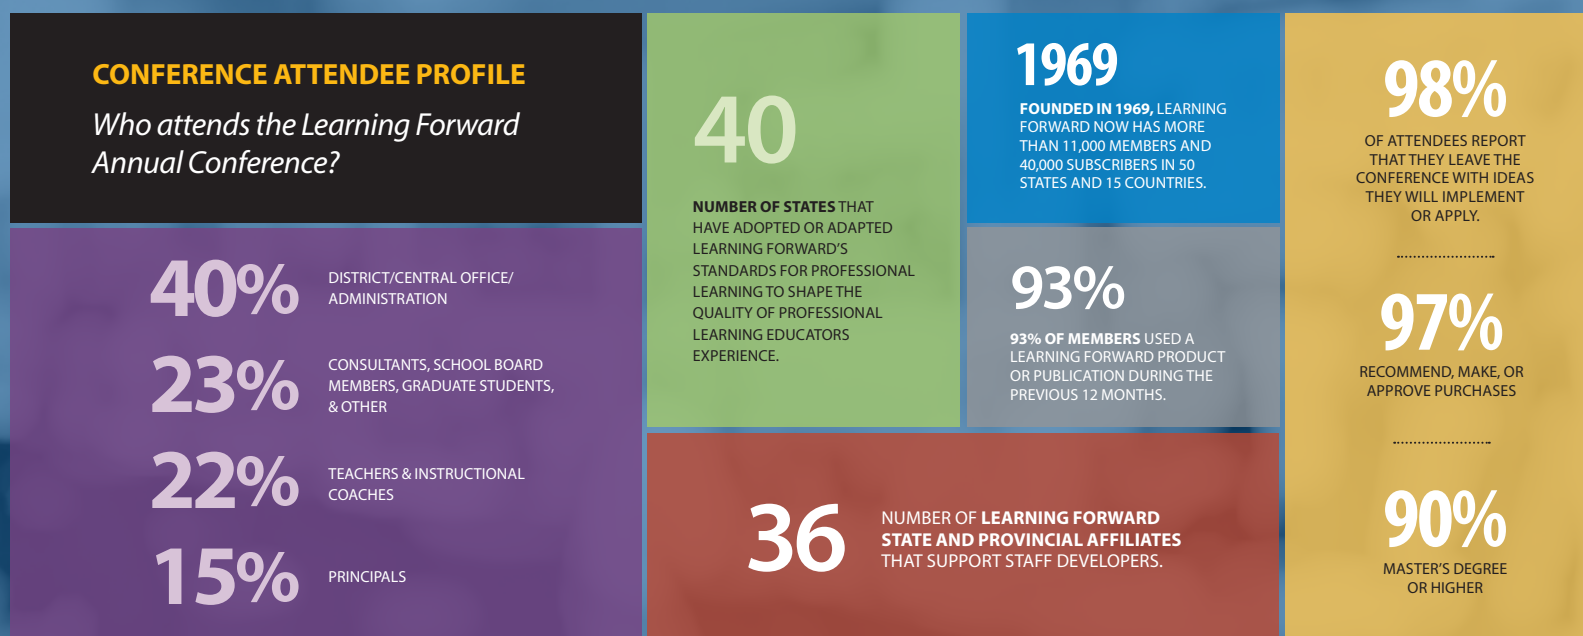 CONFERENCE ATTENDEE PROFILE
Who attends the Learning Forward
Annual Conference?
40%
DISTRICT/CENTRAL OFFICE/
ADMINISTRATION
23%
CONSULTANTS, SCHOOL BOARD
MEMBERS, GRADUATE STUDENTS,
& OTHER
22%
TEACHERS & INSTRUCTIONAL
COACHES
15%
PRINCIPALS
40
NUMBER OF STATES THAT
HAVE ADOPTED OR ADAPTED
LEARNING FORWARD’S
STANDARDS FOR PROFESSIONAL
LEARNING TO SHAPE THE
QUALITY OF PROFESSIONAL
LEARNING EDUCATORS
EXPERIENCE.
1969
FOUNDED IN 1969, LEARNING
FORWARD NOW HAS MORE
THAN 11,000 MEMBERS AND
40,000 SUBSCRIBERS IN 50
STATES AND 15 COUNTRIES.
93%
93% OF MEMBERS USED A
LEARNING FORWARD PRODUCT
OR PUBLICATION DURING THE
PREVIOUS 12 MONTHS.
36
NUMBER OF LEARNING FORWARD
STATE AND PROVINCIAL AFFILIATES
THAT SUPPORT STAFF DEVELOPERS.
98%
OF ATTENDEES REPORT
THAT THEY LEAVE THE
CONFERENCE WITH IDEAS
THEY WILL IMPLEMENT
OR APPLY.
97%
RECOMMEND, MAKE, OR
APPROVE PURCHASES
90%
MASTER’S DEGREE
OR HIGHER